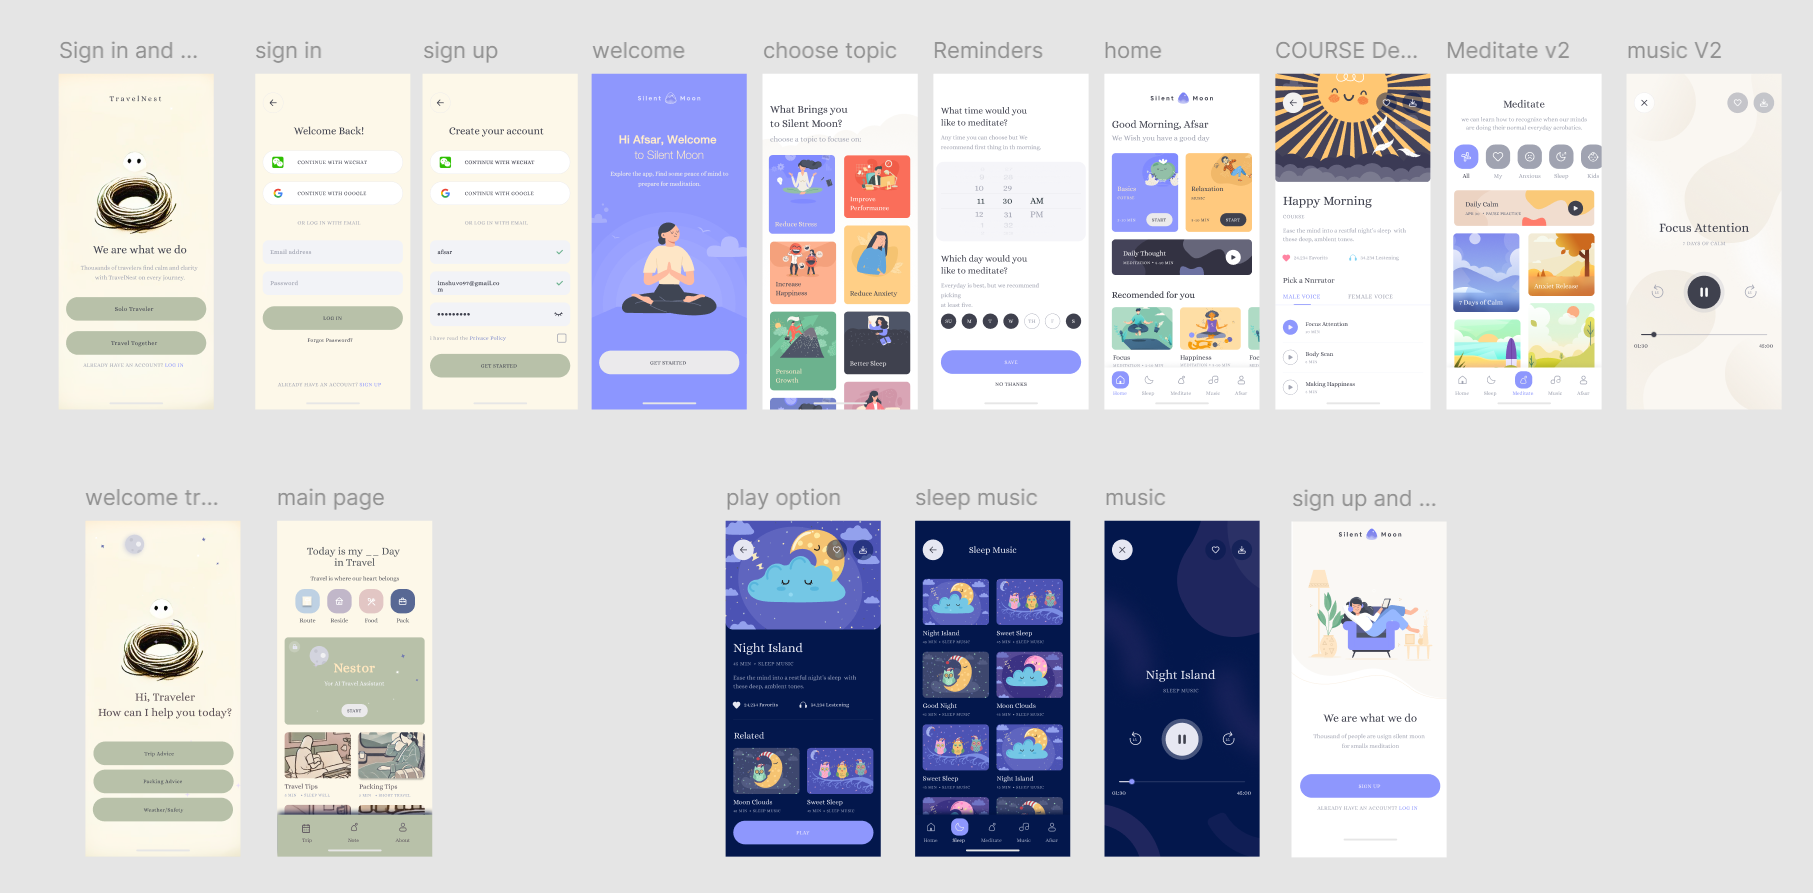 Sign in and ...
TravelNest
We are what we do
Thousands of travelers find calm and clarity
with TravelNest on every journey.
Solo Traveler
Travel Together
ALREADY HAVE AN ACCOUNT? LOG IN
sign in
Welcome Back!
CONTINUE WITH WECHAT
CONTINUE WITH GOOGLE
OR LOG IN WITH EMAIL
Email address
Password
LOG IN
Forgot Password?
ALREADY HAVE AN ACCOUNT? SIGN UP
sign up
Create your account
CONTINUE WITH WECHAT
CONTINUE WITH GOOGLE
OR LOG IN WITH EMAIL
afsar
imshuvo97@gmail.co
m
I have read the Privacy Policy
GET STARTED
welcome
Silent Moon
Hi Afsar, Welcome
to Silent Moon
Explore the app, Find some peace of mind to
prepare for meditation.
GET STARTED
choose topic
What Brings you
to Silent Moon?
choose a topic to focuse on:
Reduce Stress
Improve
Performance
Increase
Happiness
Reduce Anxiety
Personal
Growth
Better Sleep
Reminders
What time would you
like to meditate?
Any time you can choose but We
recommend first thing in th morning.
10 29
11 30 AM
12 31 PM
Which day would you
like to meditate?
Everyday is best, but we recommend
picking
at least five.
SU M T W TH F S
SAVE
NO THANKS
home
Silent Moon
Good Morning, Afsar
We Wish you have a good day
Basics
COURSE
START
Relaxation
MUSIC
START
Daily Thought
MEDITATION • 3-10 MIN
Recomended for you
Focus
MEDITATION • 3-10 MIN
Happiness
MEDITATION • 3-10 MIN
Foc
Home Sleep Meditate Music Afsar
COURSE De...
Happy Morning
COURSE
Ease the mind into a restful night's sleep with
these deep, amblent tones.
24.234 Favorits
34.234 Lestening
Pick a Nnrrator
MALE VOICE FEMALE VOICE
Focus Attention
10 MIN
Body Scan
5 MIN
Making Happiness
3 MIN
Meditate v2
Meditate
we can learn how to recognize when our minds
are doing their normal everyday acrobatics.
All My Anxious Sleep Kids
Daily Calm
APR 30 • PAUSE PRACTICE
7 Days of Calm
Anxiet Release
Home Sleep Meditate Music Afsar
music V2
Focus Attention
7 DAYS OF CALM
01:30 45:00
welcome tr...
Hi, Traveler
How can I help you today?
Trip Advice
Packing Advice
Weather/Safety
main page
Today is my __ Day
in Travel
Travel is where our heart belongs
Route Reside Food Pack
Nestor
Yor AI Travel Assistant
START
Travel Tips
Packing Tips
Trip Nest About
play option
Night Island
45 MIN • SLEEP MUSIC
Ease the mind into a restful night's sleep with
these deep, amblent tones.
24.234 Favorits
34.234 Lestening
Related
Moon Clouds
45 MIN • SLEEP MUSIC
Sweet Sleep
45 MIN • SLEEP MUSIC
PLAY
sleep music
Sleep Music
Night Island
45 MIN • SLEEP MUSIC
Sweet Sleep
45 MIN • SLEEP MUSIC
Good Night
45 MIN • SLEEP MUSIC
Moon Clouds
45 MIN • SLEEP MUSIC
Sweet Sleep
45 MIN • SLEEP MUSIC
Night Island
45 MIN • SLEEP MUSIC
Home Sleep Meditate Music Afsar
music
Night Island
SLEEP MUSIC
01:30 45:00
sign up and ...
Silent Moon
We are what we do
Thousand of people are usign silent moon
for smalls meditation
SIGN UP
ALREADY HAVE AN ACCOUNT? LOG IN